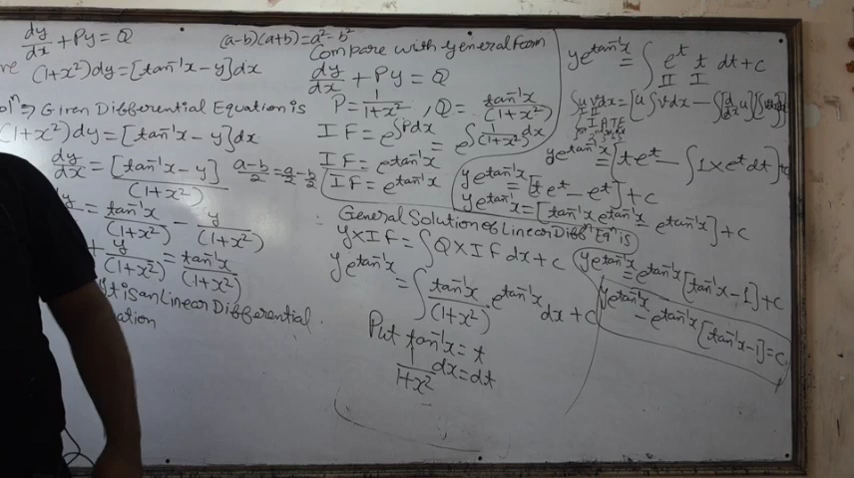 dy/dx + Py = Q
(a-b)(a+b) = a²-b²
(1+x²)dy = [tan⁻¹x - y]dx
Given Differential Equation is
(1+x²)dy = [tan⁻¹x - y]dx
dy/dx = [tan⁻¹x - y]/(1+x²)
(a-b)/2 = a/2 - b/2
= tan⁻¹x/(1+x²) - y/(1+x²)
+ y/(1+x²) = tan⁻¹x/(1+x²)
It is an Linear Differential
Compare with general form
dy/dx + Py = Q
P = 1/(1+x²), Q = tan⁻¹x/(1+x²)
IF = e^∫Pdx = e^∫1/(1+x²)dx
IF = e^tan⁻¹x
IF = e^tan⁻¹x
General Solution of Linear Diffⁿ Eqⁿ is
y×IF = ∫Q×IF dx + c
ye^tan⁻¹x = ∫tan⁻¹x/(1+x²) . e^tan⁻¹x dx + c
Put tan⁻¹x = t
1/(1+x²) dx = dt
ye^tan⁻¹x = ∫e^t t dt + c
II I
∫uvdx = [u∫vdx - ∫(d/dx u)
ILATE
ye^tan⁻¹x = [te^t - ∫1×e^t dt] + c
ye^tan⁻¹x = [te^t - e^t] + c
ye^tan⁻¹x = [tan⁻¹x e^tan⁻¹x - e^tan⁻¹x] + c
ye^tan⁻¹x = e^tan⁻¹x[tan⁻¹x - 1] + c
ye^tan⁻¹x - e^tan⁻¹x[tan⁻¹x - 1] = c